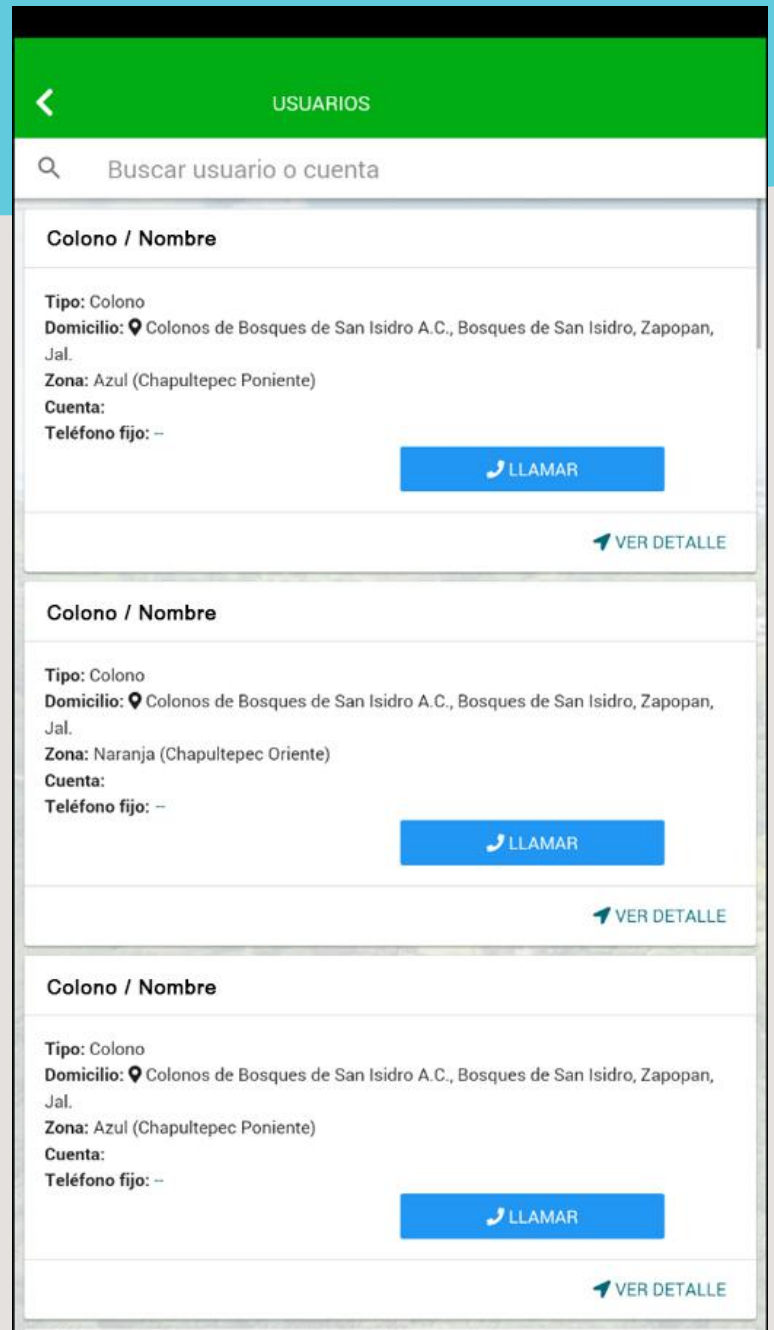 USUARIOS
Buscar usuario o cuenta
Colono / Nombre
Tipo: Colono
Domicilio: Colonos de Bosques de San Isidro A.C., Bosques de San Isidro, Zapopan,
Jal.
Zona: Azul (Chapultepec Poniente)
Cuenta:
Teléfono fijo: --
LLAMAR
VER DETALLE
Colono / Nombre
Tipo: Colono
Domicilio: Colonos de Bosques de San Isidro A.C., Bosques de San Isidro, Zapopan,
Jal.
Zona: Naranja (Chapultepec Oriente)
Cuenta:
Teléfono fijo: --
LLAMAR
VER DETALLE
Colono / Nombre
Tipo: Colono
Domicilio: Colonos de Bosques de San Isidro A.C., Bosques de San Isidro, Zapopan,
Jal.
Zona: Azul (Chapultepec Poniente)
Cuenta:
Teléfono fijo: --
LLAMAR
VER DETALLE